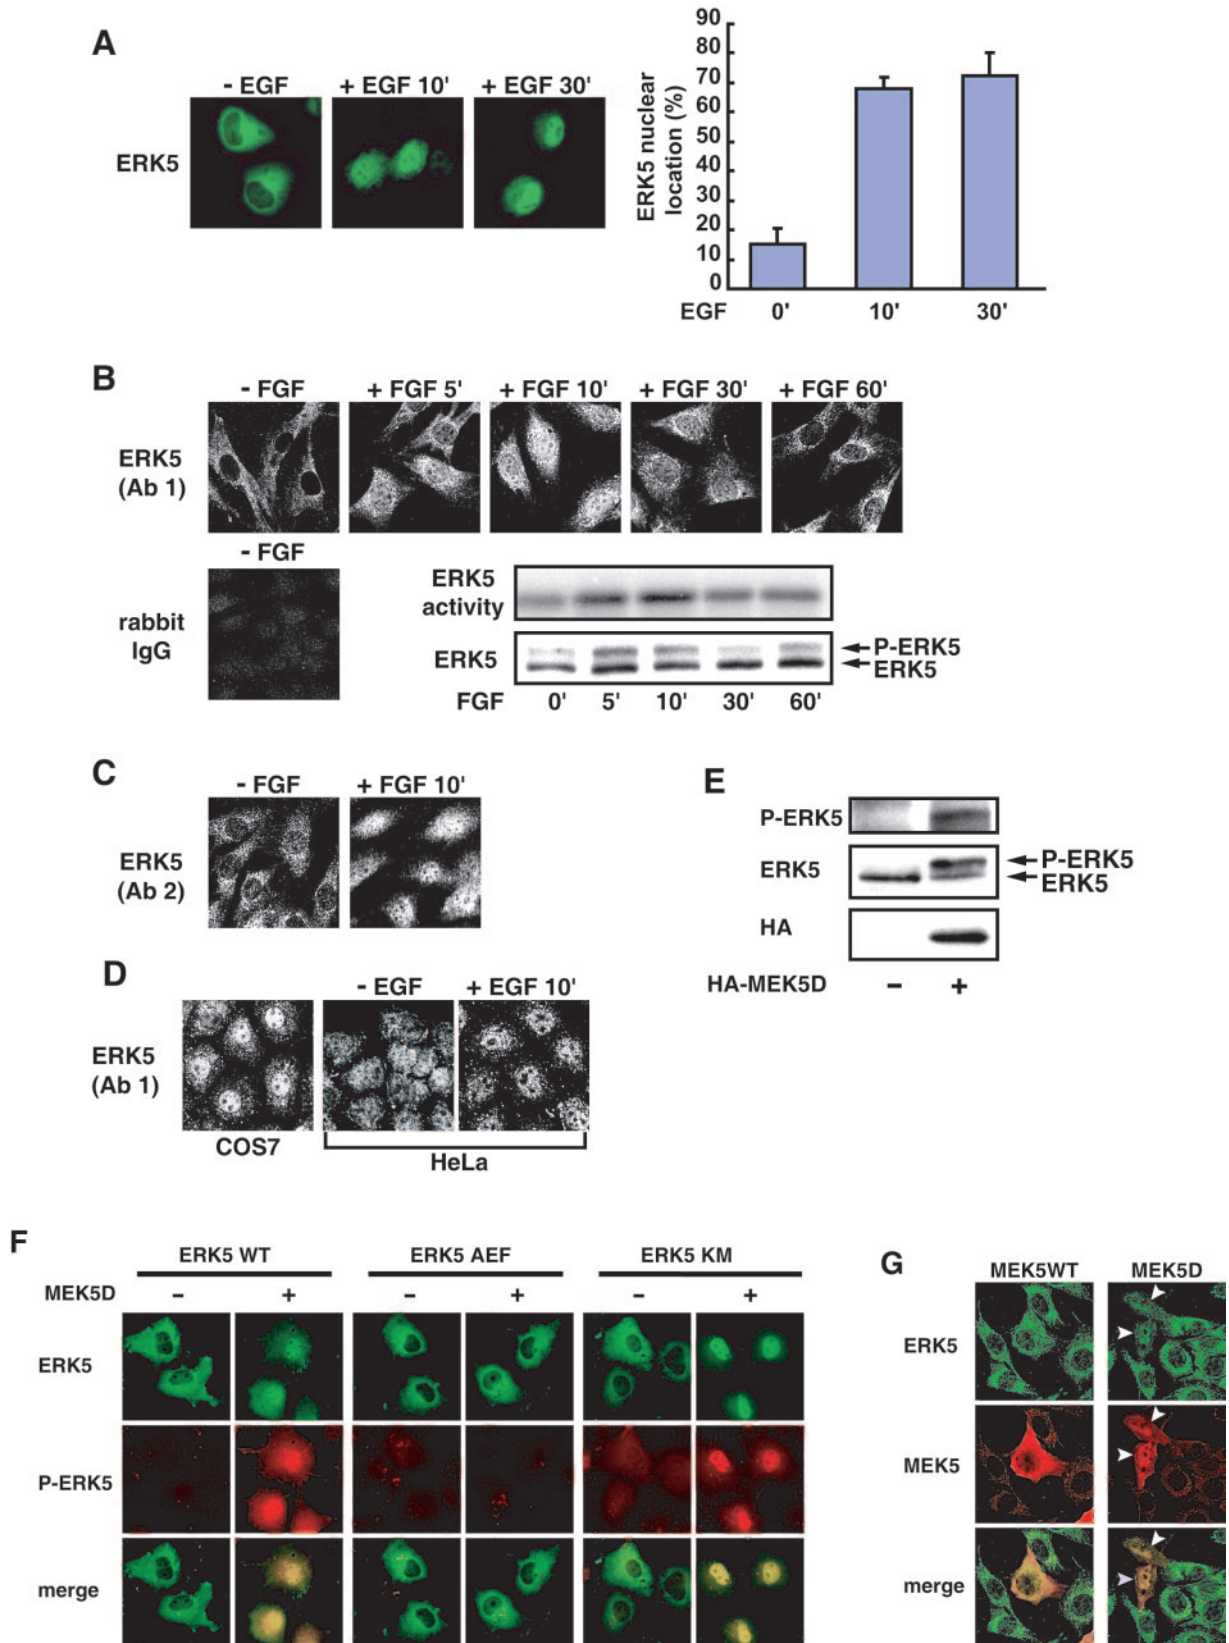 A
- EGF + EGF 10' + EGF 30'
ERK5
ERK5 nuclear
location (%)
90
80
70
60
50
40
30
20
10
0
EGF 0' 10' 30'
B
- FGF + FGF 5' + FGF 10' + FGF 30' + FGF 60'
ERK5
(Ab 1)
- FGF
rabbit
IgG
ERK5
activity
ERK5
P-ERK5
ERK5
FGF 0' 5' 10' 30' 60'
C
- FGF + FGF 10'
ERK5
(Ab 2)
D
- EGF + EGF 10'
ERK5
(Ab 1)
COS7
HeLa
E
P-ERK5
ERK5
P-ERK5
ERK5
HA
HA-MEK5D - +
F
ERK5 WT ERK5 AEF ERK5 KM
MEK5D - + - + - +
ERK5
P-ERK5
merge
G
MEK5WT MEK5D
ERK5
MEK5
merge